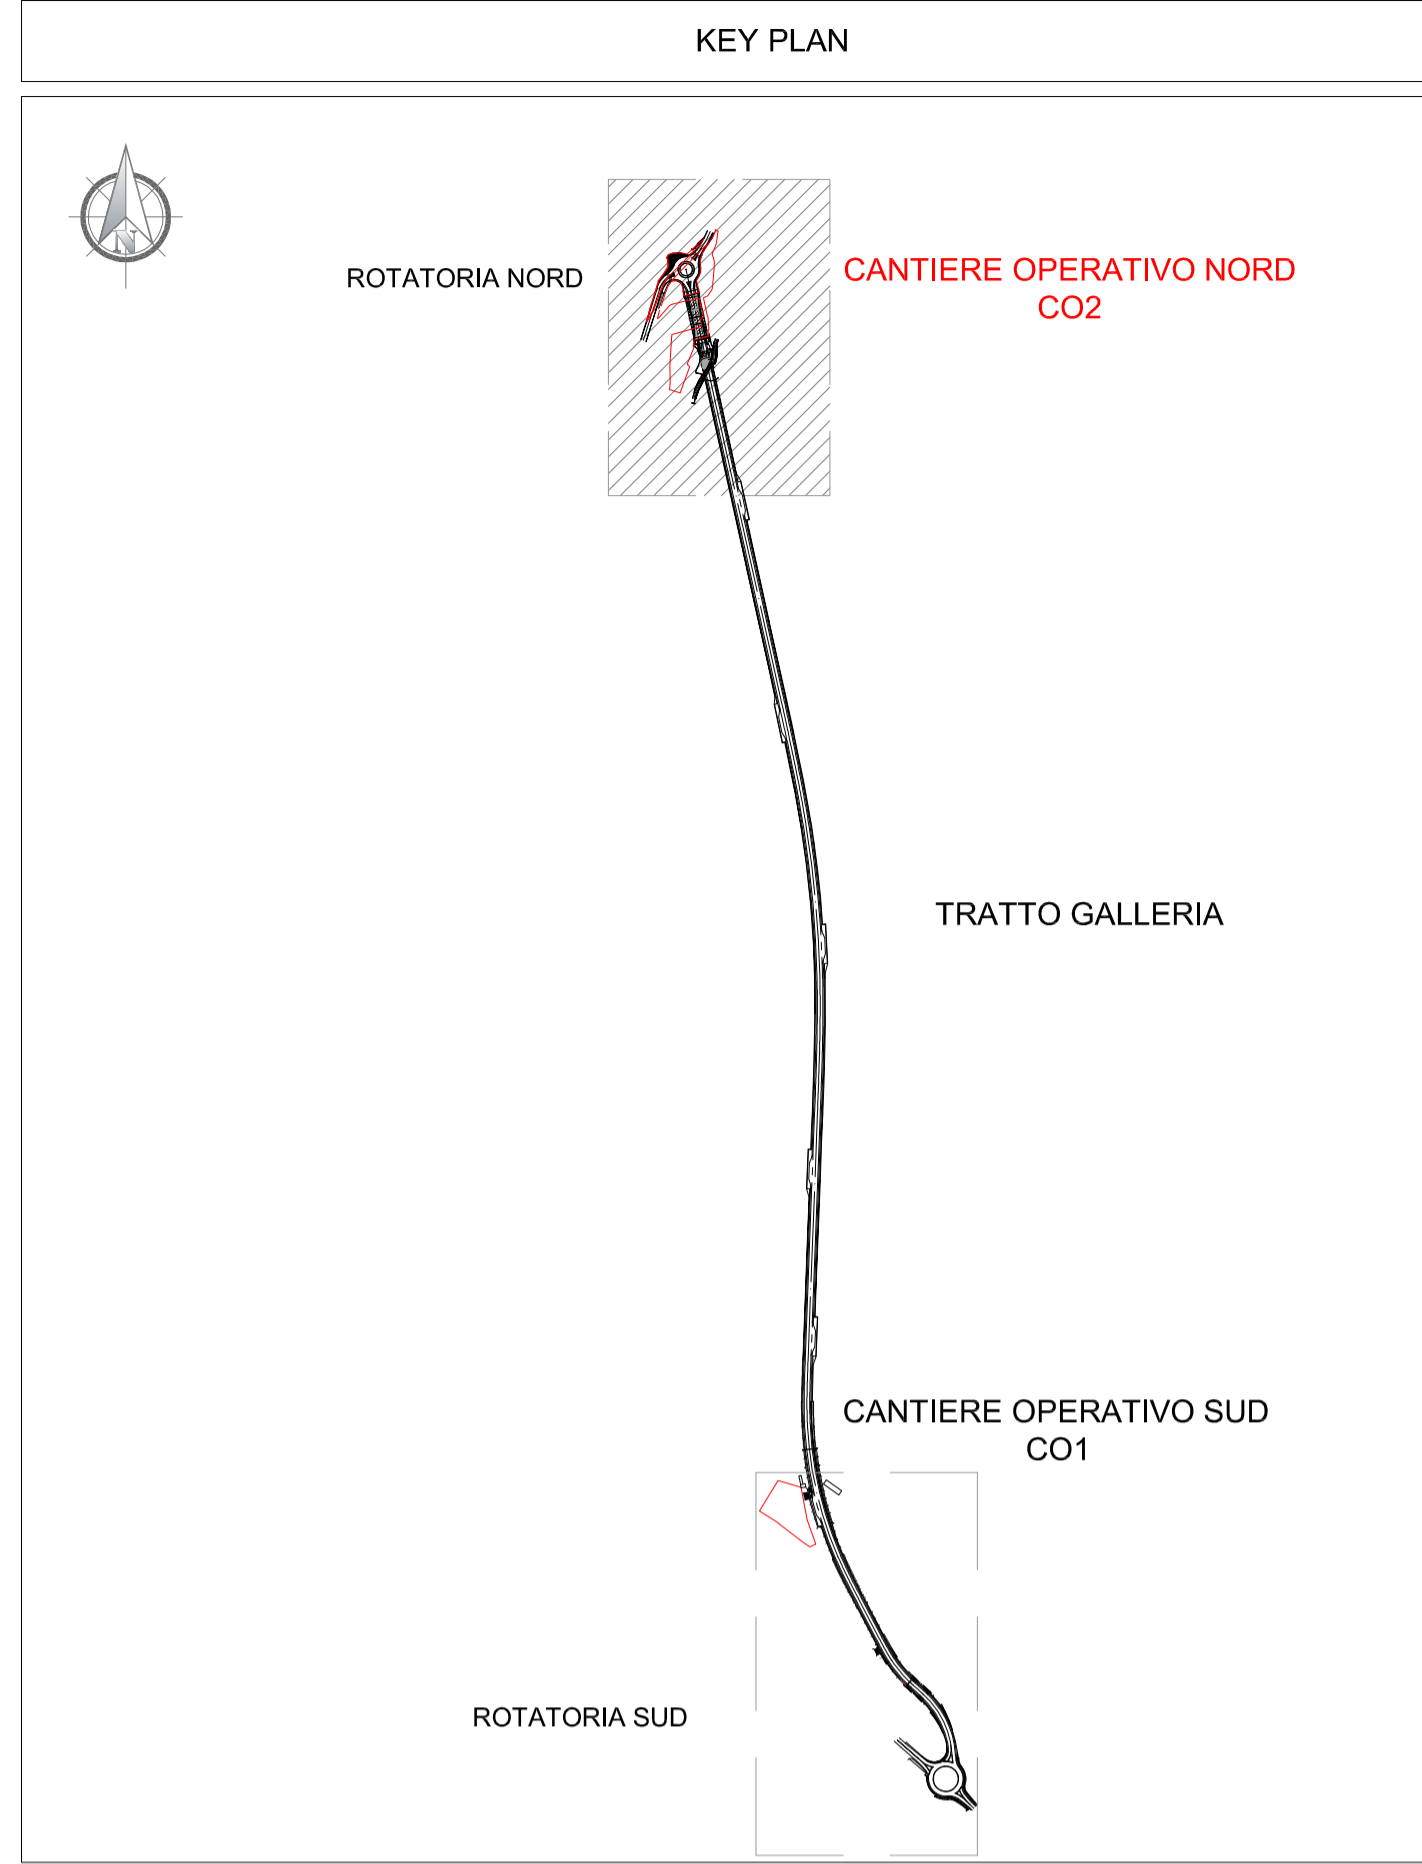 KEY PLAN
N
ROTATORIA NORD
CANTIERE OPERATIVO NORD
CO2
TRATTO GALLERIA
CANTIERE OPERATIVO SUD
CO1
ROTATORIA SUD